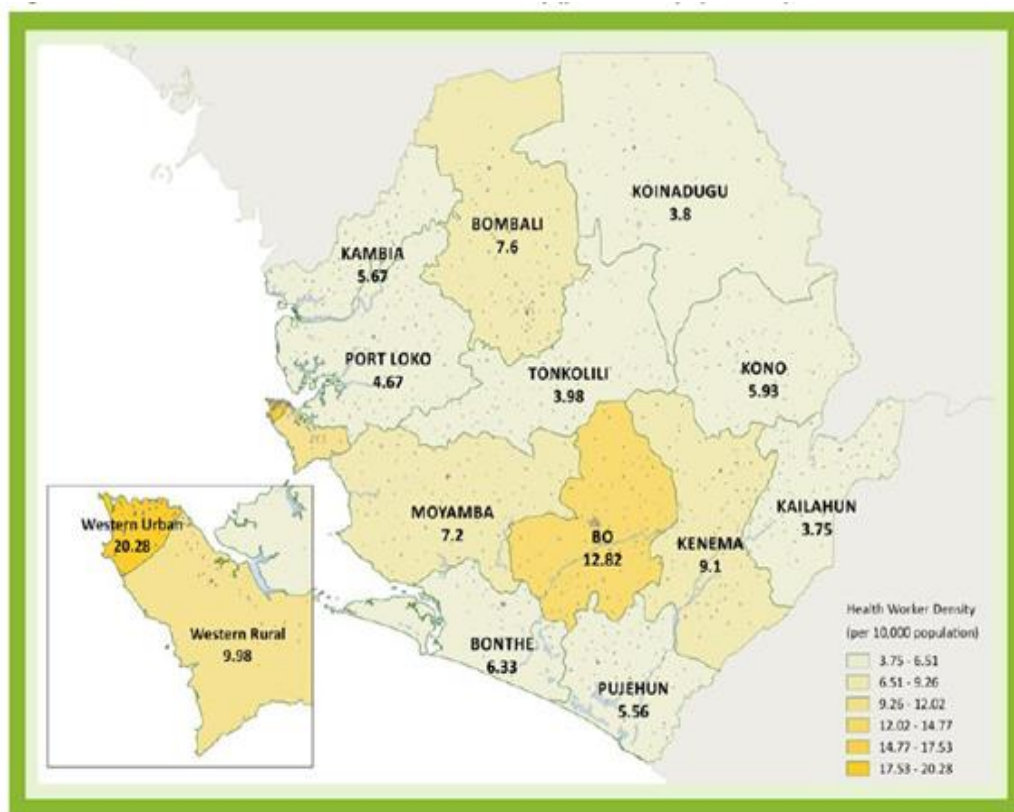 KOINADUGU
3.8
BOMBALI
7.6
KAMBIA
5.67
PORT LOKO
4.67
TONKOLILI
3.98
KONO
5.93
MOYAMBA
7.2
BO
12.82
KENEMA
9.1
KAILAHUN
3.75
BONTHE
6.33
PUJEHUN
5.56
Western Urban
20.28
Western Rural
9.98
Health Worker Density
(per 10,000 population)
3.75 - 6.51
6.51 - 9.26
9.26 - 12.02
12.02 - 14.77
14.77 - 17.53
17.53 - 20.28